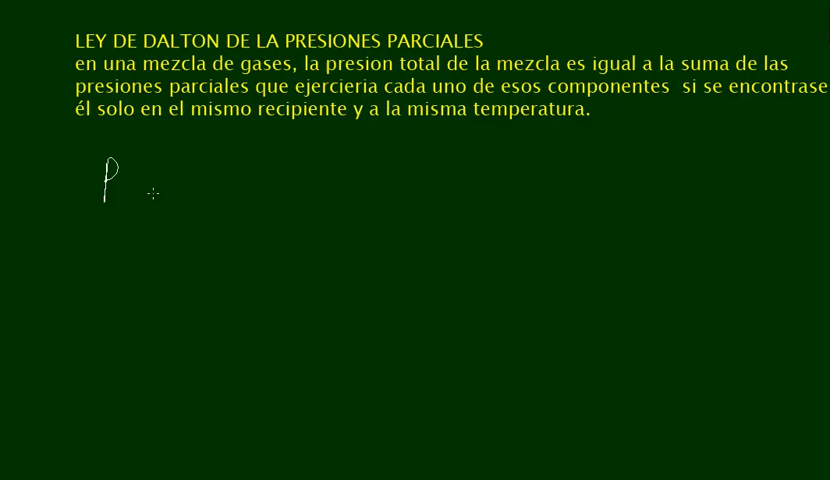 LEY DE DALTON DE LA PRESIONES PARCIALES
en una mezcla de gases, la presion total de la mezcla es igual a la suma de las
presiones parciales que ejercieria cada uno de esos componentes si se encontrase
él solo en el mismo recipiente y a la misma temperatura.
P